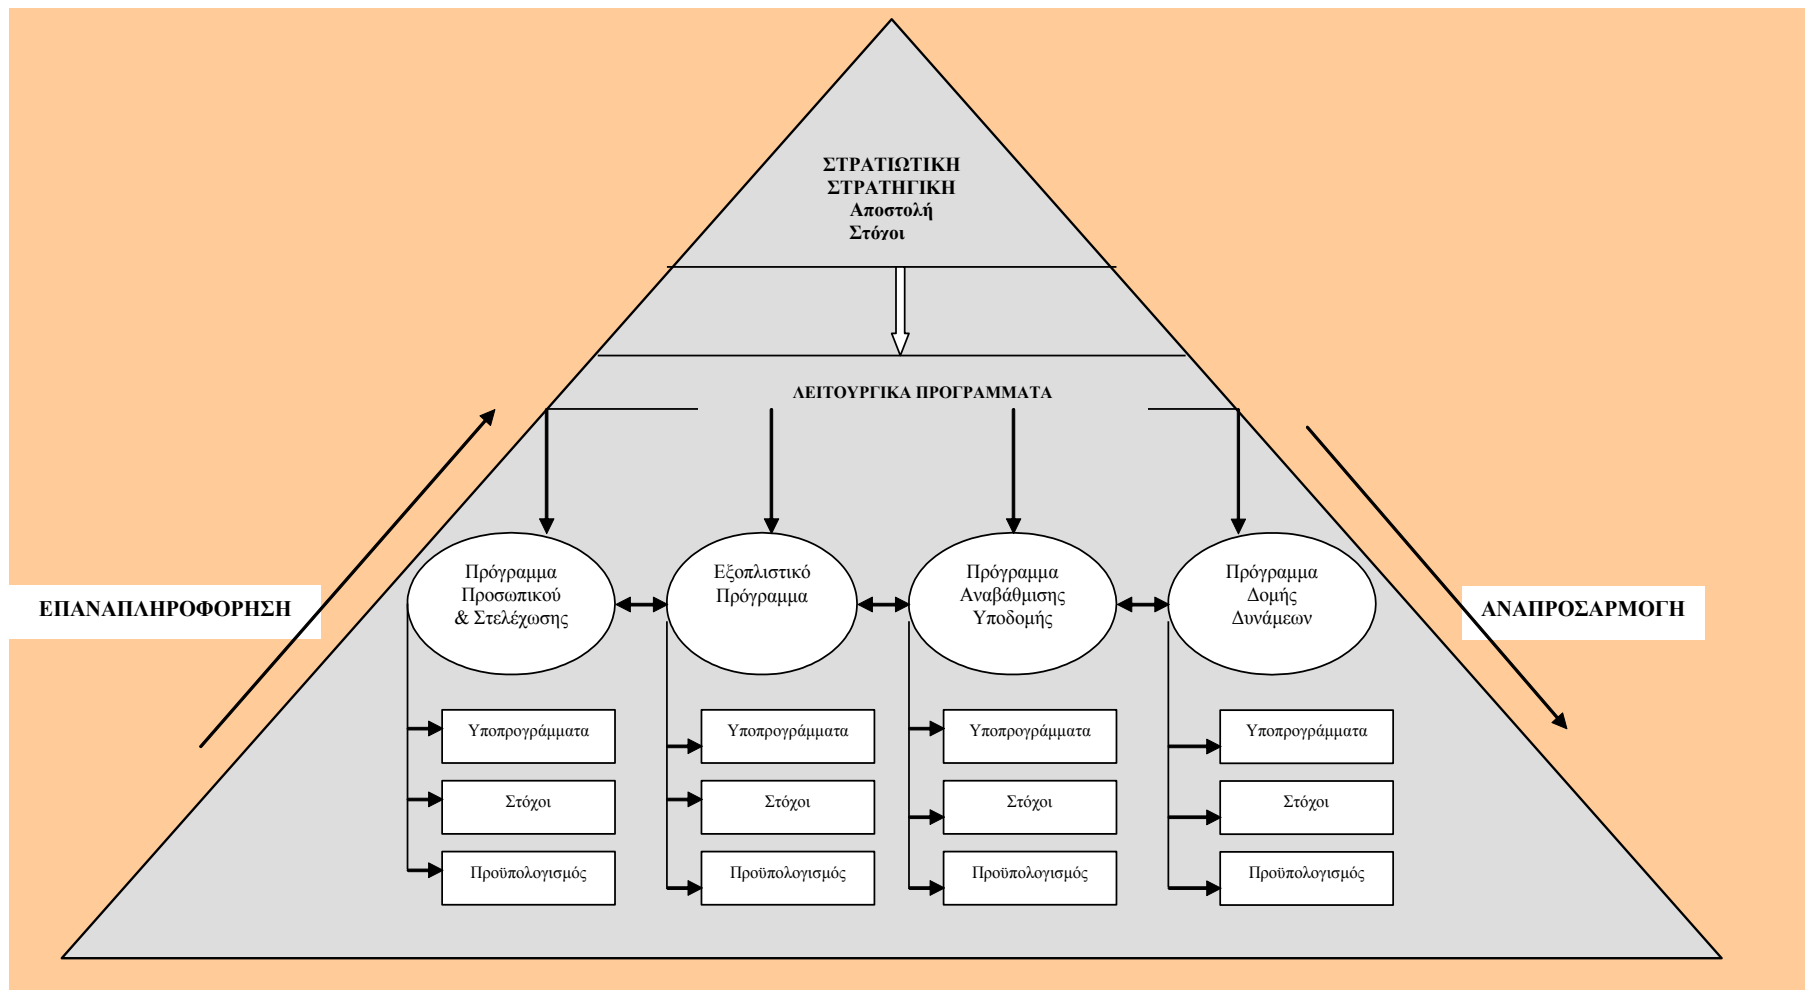 ΣΤΡΑΤΙΩΤΙΚΗ
ΣΤΡΑΤΗΓΙΚΗ
Αποστολή
Στόχοι
ΛΕΙΤΟΥΡΓΙΚΑ ΠΡΟΓΡΑΜΜΑΤΑ
ΕΠΑΝΑΠΛΗΡΟΦΟΡΗΣΗ
Πρόγραμμα
Προσωπικού
& Στελέχωσης
Εξοπλιστικό
Πρόγραμμα
Πρόγραμμα
Αναβάθμισης
Υποδομής
Πρόγραμμα
Δομής
Δυνάμεων
ΑΝΑΠΡΟΣΑΡΜΟΓΗ
Υποπρογράμματα
Υποπρογράμματα
Υποπρογράμματα
Υποπρογράμματα
Στόχοι
Στόχοι
Στόχοι
Στόχοι
Προϋπολογισμός
Προϋπολογισμός
Προϋπολογισμός
Προϋπολογισμός